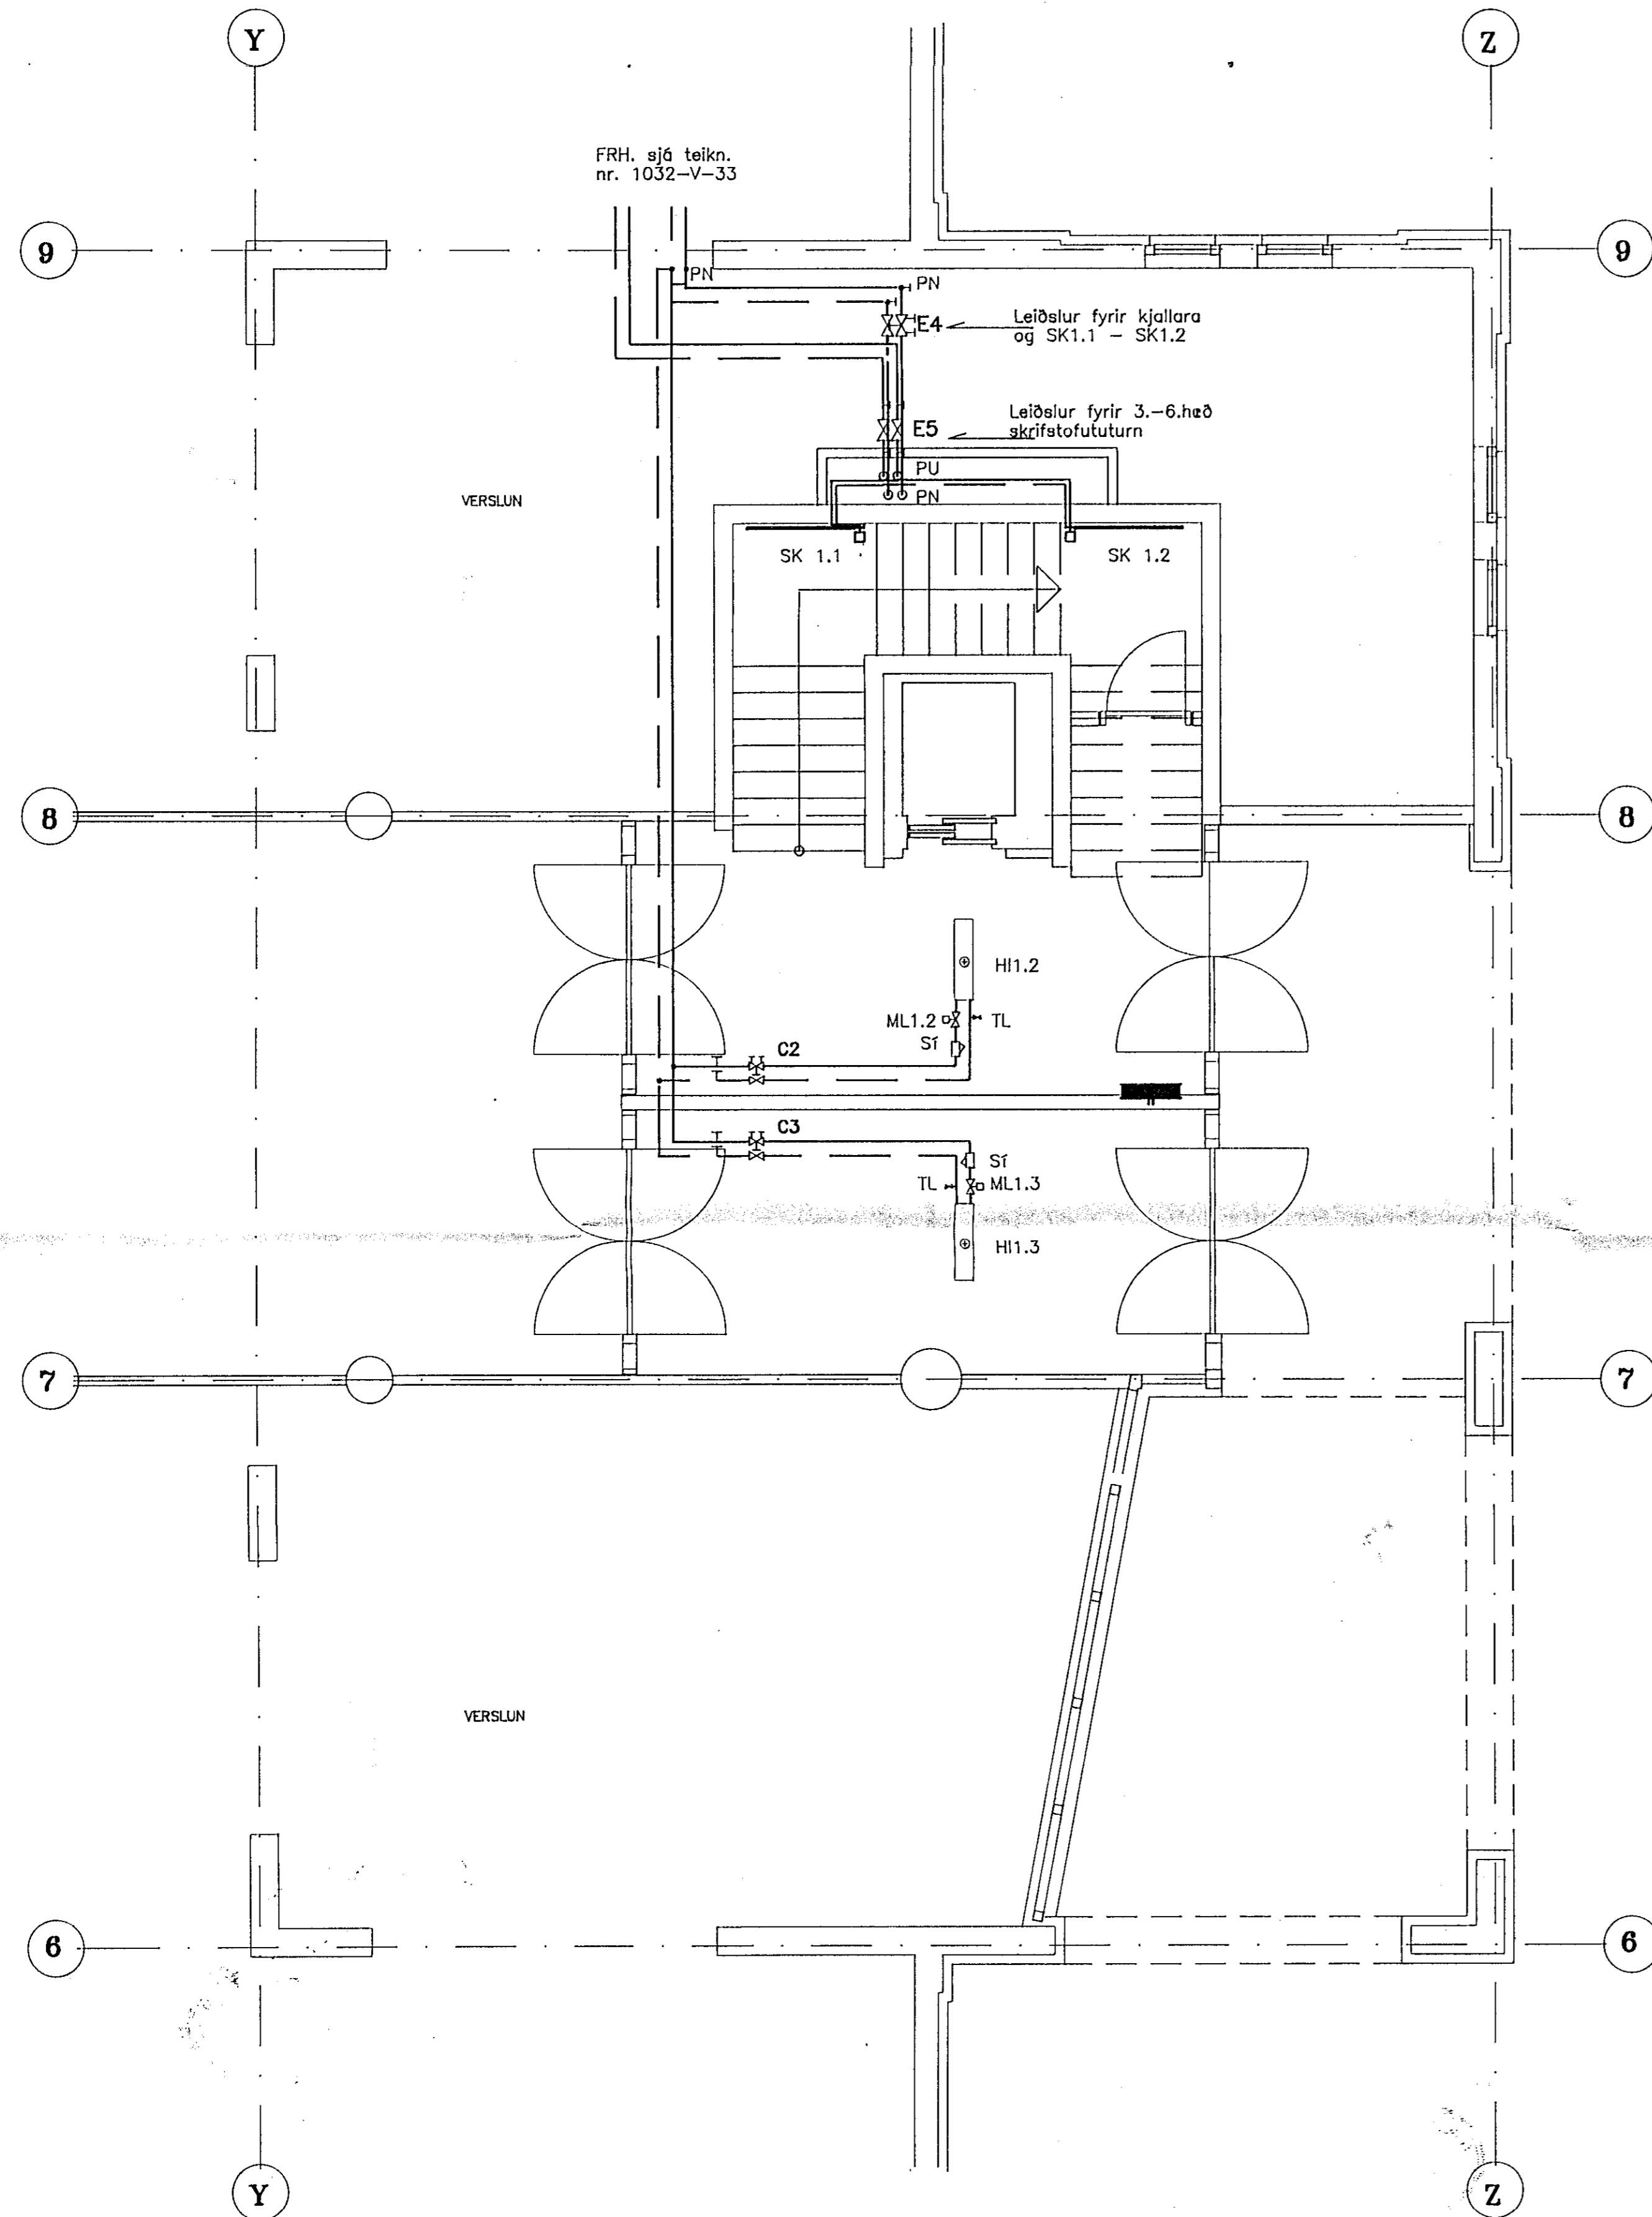 Y
Z
FRH. sjá teikn.
nr. 1032-V-33
9
9
PN
PN
E4
Leiðslur fyrir kjallara
og SK1.1 - SK1.2
Leiðslur fyrir 3.-6.hæð
skrifstofututurn
E5
PU
PN
VERSLUN
SK 1.1
SK 1.2
8
8
HI1.2
ML1.2
TL
Sí
C2
C3
Sí
TL
ML1.3
HI1.3
7
7
VERSLUN
6
6
Y
Z